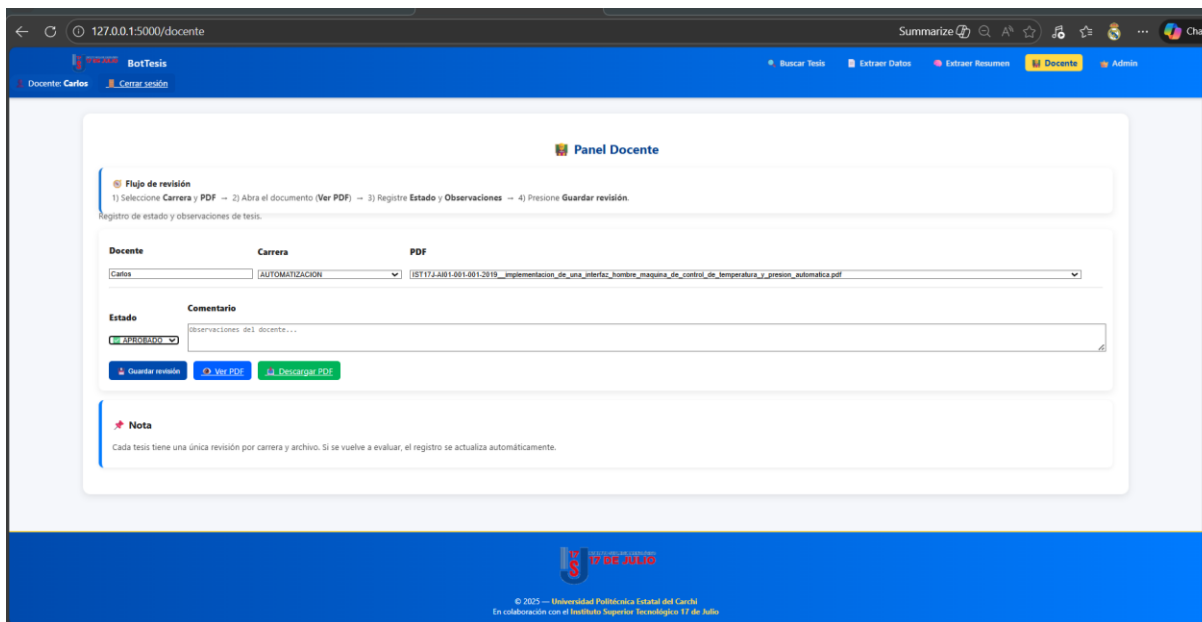 127.0.0.1:5000/docente
Summarize
Cha
BotTesis
Buscar Tesis
Extraer Datos
Extraer Resumen
Docente
Admin
Docente: Carlos
Cerrar sesión
Panel Docente
Flujo de revisión
1) Seleccione Carrera y PDF → 2) Abra el documento (Ver PDF) → 3) Registre Estado y Observaciones → 4) Presione Guardar revisión.
Registro de estado y observaciones de tesis.
Docente
Carrera
PDF
Carlos
AUTOMATIZACION
IST17J-AI01-001-001-2019__implementacion_de_una_interfaz_hombre_maquina_de_control_de_temperatura_y_presion_automatica.pdf
Estado
Comentario
APROBADO
Observaciones del docente...
Guardar revisión
Ver PDF
Descargar PDF
Nota
Cada tesis tiene una única revisión por carrera y archivo. Si se vuelve a evaluar, el registro se actualiza automáticamente.
17 DE JULIO
© 2025 — Universidad Politécnica Estatal del Carchi
En colaboración con el Instituto Superior Tecnológico 17 de Julio